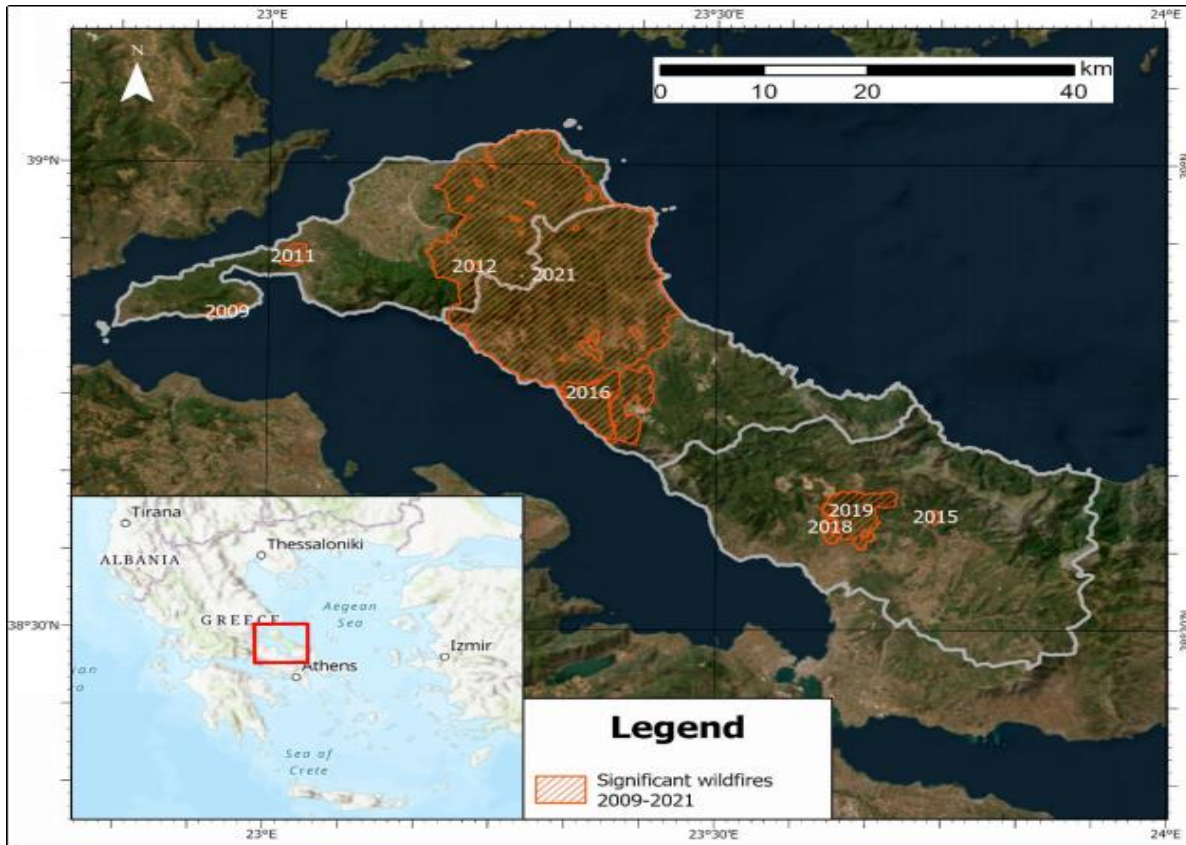 23°E
23°30'E
24°E
N
km
0
10
20
40
39°N
2011
2012
2021
2009
2016
2019
2018
2015
38°30'N
Tirana
Thessaloniki
ALBANIA
Aegean
Sea
GREECE
Izmir
Athens
Sea of
Crete
Legend
Significant wildfires
2009-2021
23°E
23°30'E
24°E